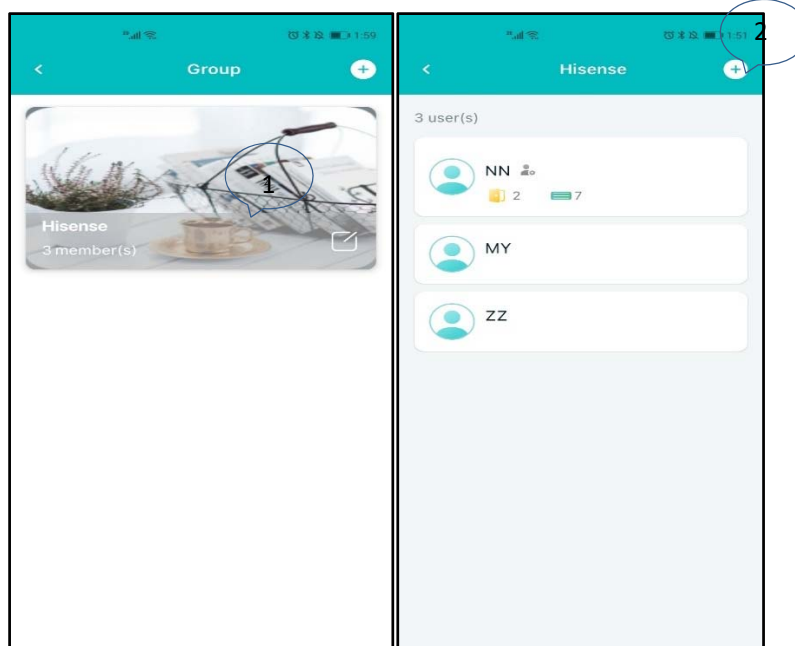 1:59
Group
1
Hisense
3 member(s)
2
1:51
Hisense
3 user(s)
NN
2 7
MY
ZZ